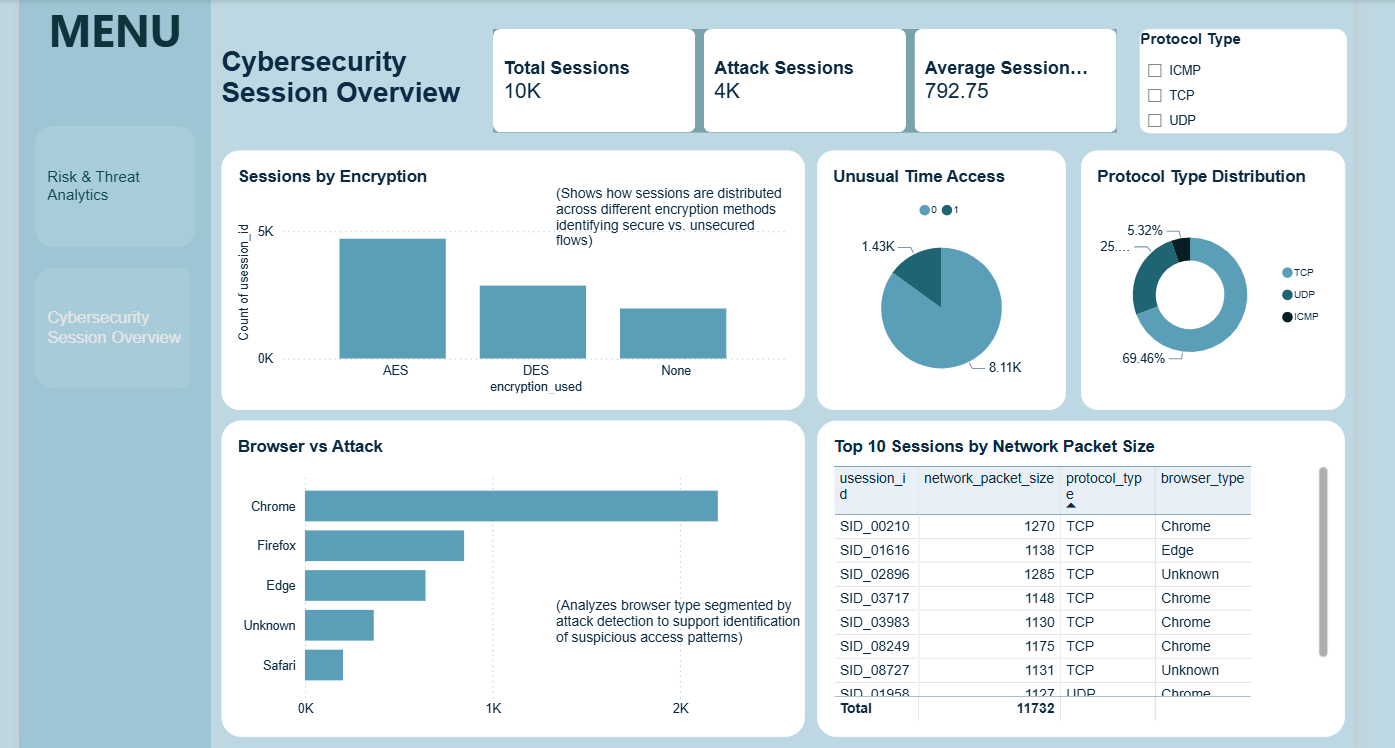 MENU
Risk & Threat
Analytics
Cybersecurity
Session Overview
Cybersecurity
Session Overview
Total Sessions
10K
Attack Sessions
4K
Average Session...
792.75
Protocol Type
ICMP
TCP
UDP
Sessions by Encryption
(Shows how sessions are distributed
across different encryption methods
identifying secure vs. unsecured
flows)
Count of usession_id
5K
0K
AES
DES
None
encryption_used
Unusual Time Access
0
1
1.43K
8.11K
Protocol Type Distribution
5.32%
25....
69.46%
TCP
UDP
ICMP
Browser vs Attack
Chrome
Firefox
Edge
Unknown
Safari
0K
1K
2K
(Analyzes browser type segmented by
attack detection to support identification
of suspicious access patterns)
Top 10 Sessions by Network Packet Size
usession_i
d
network_packet_size
protocol_typ
e
browser_type
SID_00210 1270 TCP Chrome
SID_01616 1138 TCP Edge
SID_02896 1285 TCP Unknown
SID_03717 1148 TCP Chrome
SID_03983 1130 TCP Chrome
SID_08249 1175 TCP Chrome
SID_08727 1131 TCP Unknown
SID_01958 1127 UDP Chrome
Total 11732